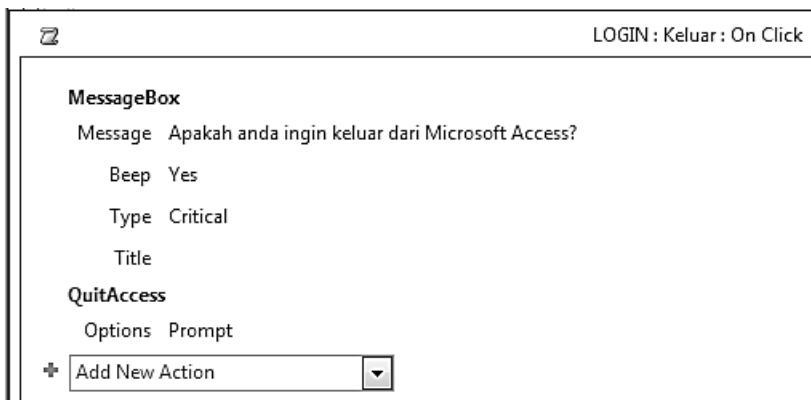 LOGIN : Keluar : On Click
MessageBox
Message Apakah anda ingin keluar dari Microsoft Access?
Beep Yes
Type Critical
Title
QuitAccess
Options Prompt
Add New Action